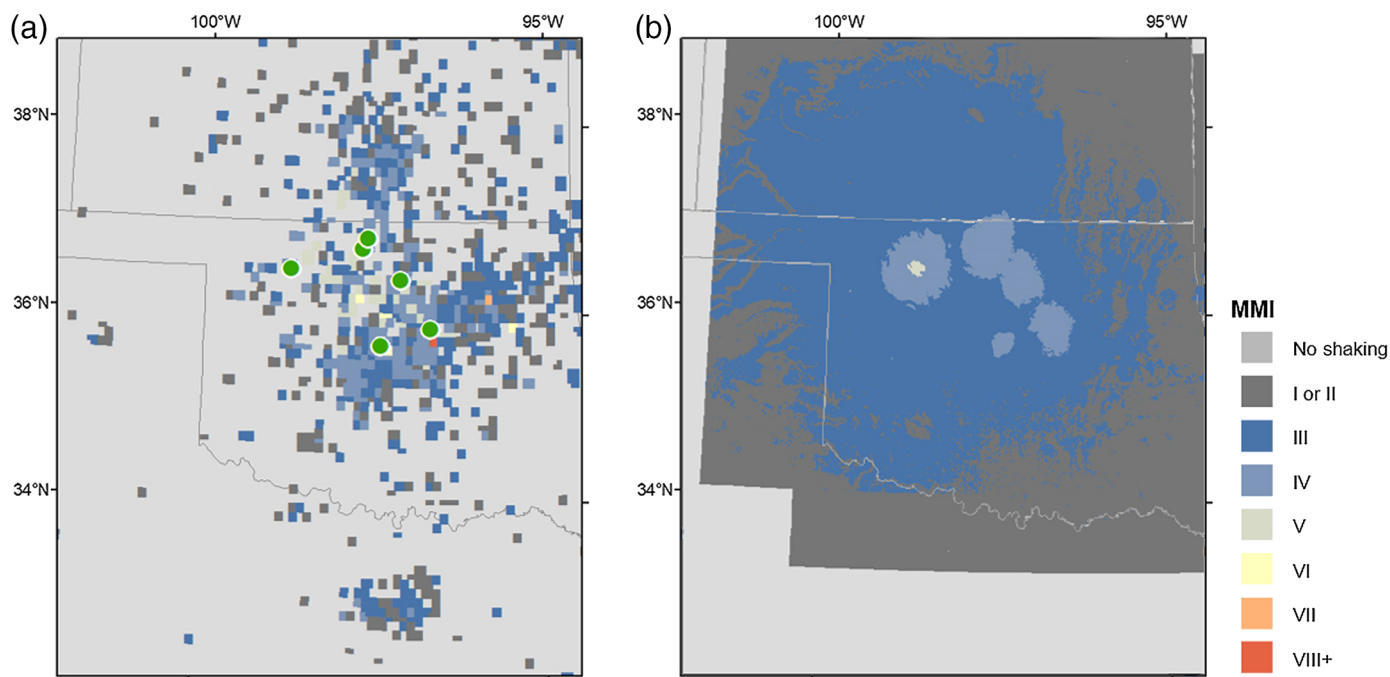 (a)
100°W 95°W
38°N
36°N
34°N
(b)
100°W 95°W
38°N
36°N
34°N
MMI
No shaking
I or II
III
IV
V
VI
VII
VIII+